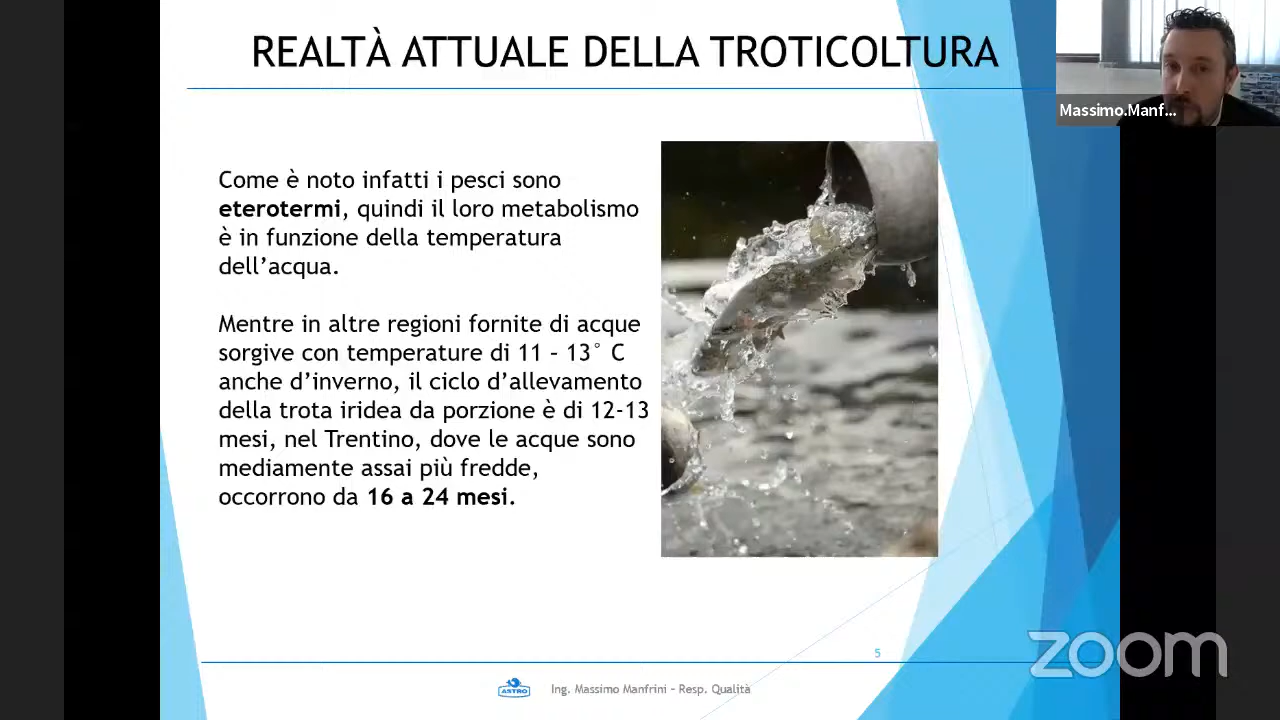 REALTÀ ATTUALE DELLA TROTICOLTURA
Massimo.Manf...
Come è noto infatti i pesci sono
eterotermi, quindi il loro metabolismo
è in funzione della temperatura
dell’acqua.
Mentre in altre regioni fornite di acque
sorgive con temperature di 11 – 13° C
anche d’inverno, il ciclo d’allevamento
della trota iridea da porzione è di 12-13
mesi, nel Trentino, dove le acque sono
mediamente assai più fredde,
occorrono da 16 a 24 mesi.
5
zoom
ASTRO
Ing. Massimo Manfrini – Resp. Qualità